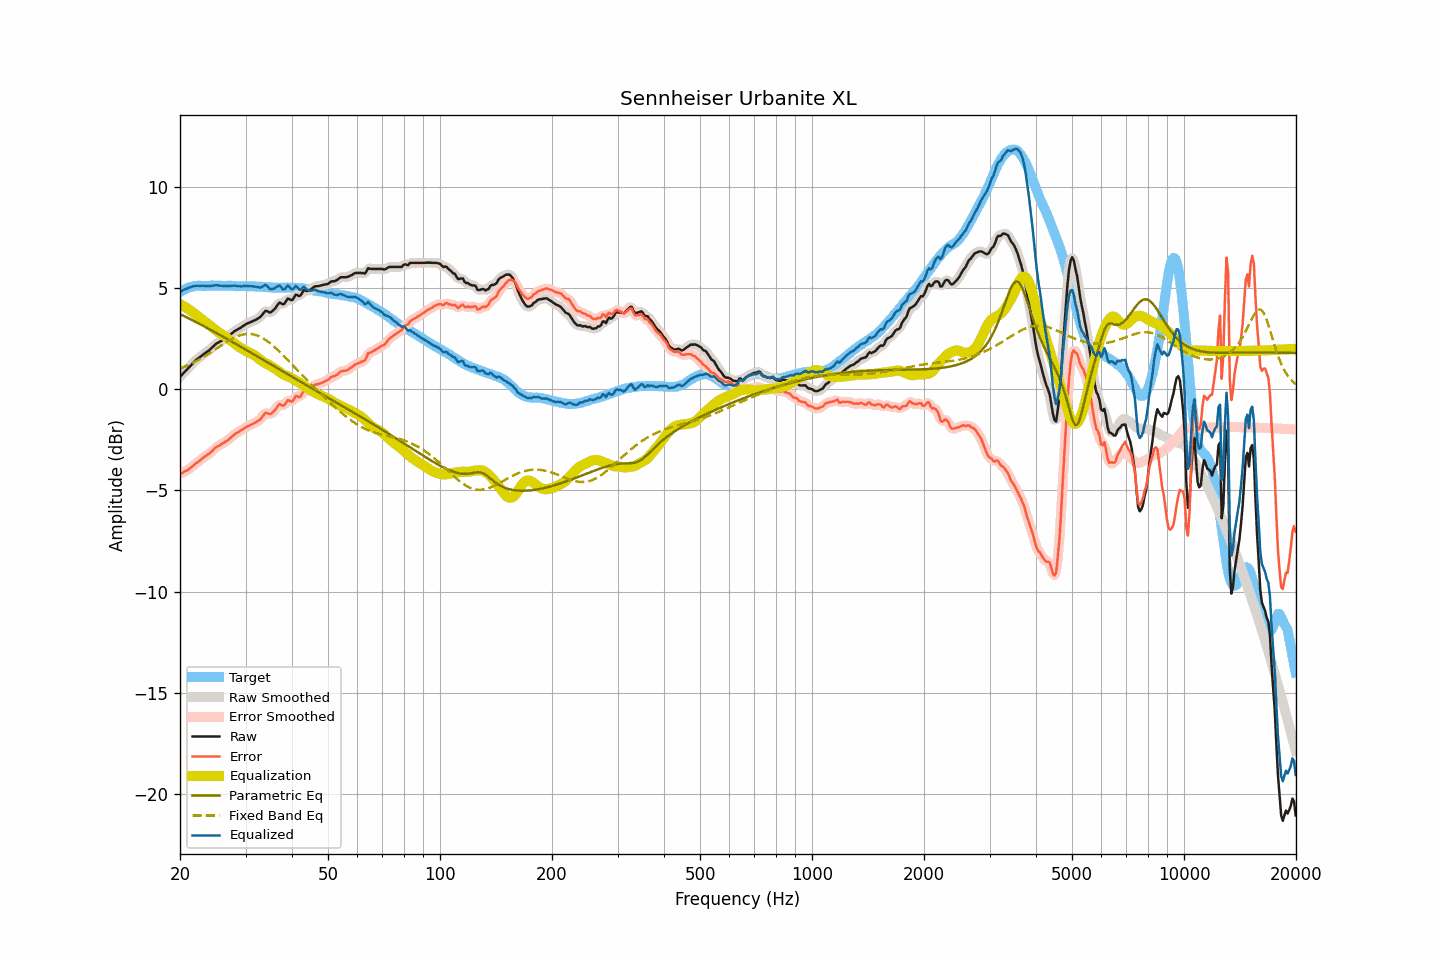 Sennheiser Urbanite XL
Amplitude (dBr)
10
5
0
−5
−10
−15
−20
Target
Raw Smoothed
Error Smoothed
Raw
Error
Equalization
Parametric Eq
Fixed Band Eq
Equalized
20 50 100 200 500 1000 2000 5000 10000 20000
Frequency (Hz)